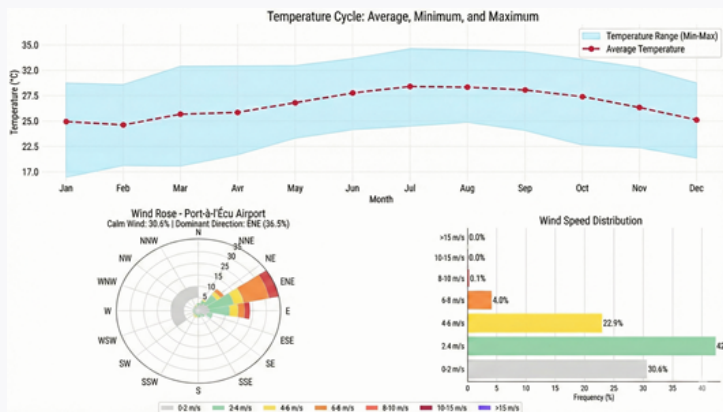 Temperature Cycle: Average, Minimum, and Maximum
Temperature Range (Min-Max)
Average Temperature
Temperature (°C)
35.0
32.0
27.5
25.0
22.5
17.0
Jan Feb Mar Avr May Jun Jul Aug Sep Oct Nov Dec
Month
Wind Rose - Port-à-l'Écu Airport
Calm Wind: 30.6% | Dominant Direction: ENE (36.5%)
N
NNE
NE
ENE
E
ESE
SE
SSE
S
SSW
SW
WSW
W
WNW
NW
NNW
35
30
25
15
10
5
Wind Speed Distribution
>15 m/s 0.0%
10-15 m/s 0.0%
8-10 m/s 0.1%
6-8 m/s 4.0%
4-6 m/s 22.9%
2.4 m/s 42
0-2 m/s 30.6%
0 5 10 15 20 25 30 35 40
Frequency (%)
0-2 m/s 2-4 m/s 4-6 m/s 6-8 m/s 8-10 m/s 10-15 m/s >15 m/s